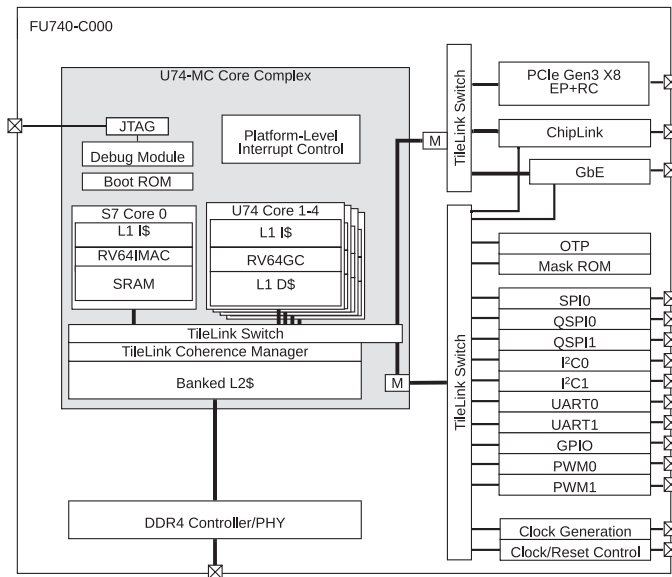 FU740-C000
U74-MC Core Complex
JTAG
Debug Module
Boot ROM
Platform-Level
Interrupt Control
S7 Core 0
L1 I$
RV64IMAC
SRAM
U74 Core 1-4
L1 I$
RV64GC
L1 D$
TileLink Switch
TileLink Coherence Manager
Banked L2$
M
M
DDR4 Controller/PHY
TileLink Switch
PCIe Gen3 X8
EP+RC
ChipLink
GbE
TileLink Switch
OTP
Mask ROM
SPI0
QSPI0
QSPI1
I²C0
I²C1
UART0
UART1
GPIO
PWM0
PWM1
Clock Generation
Clock/Reset Control